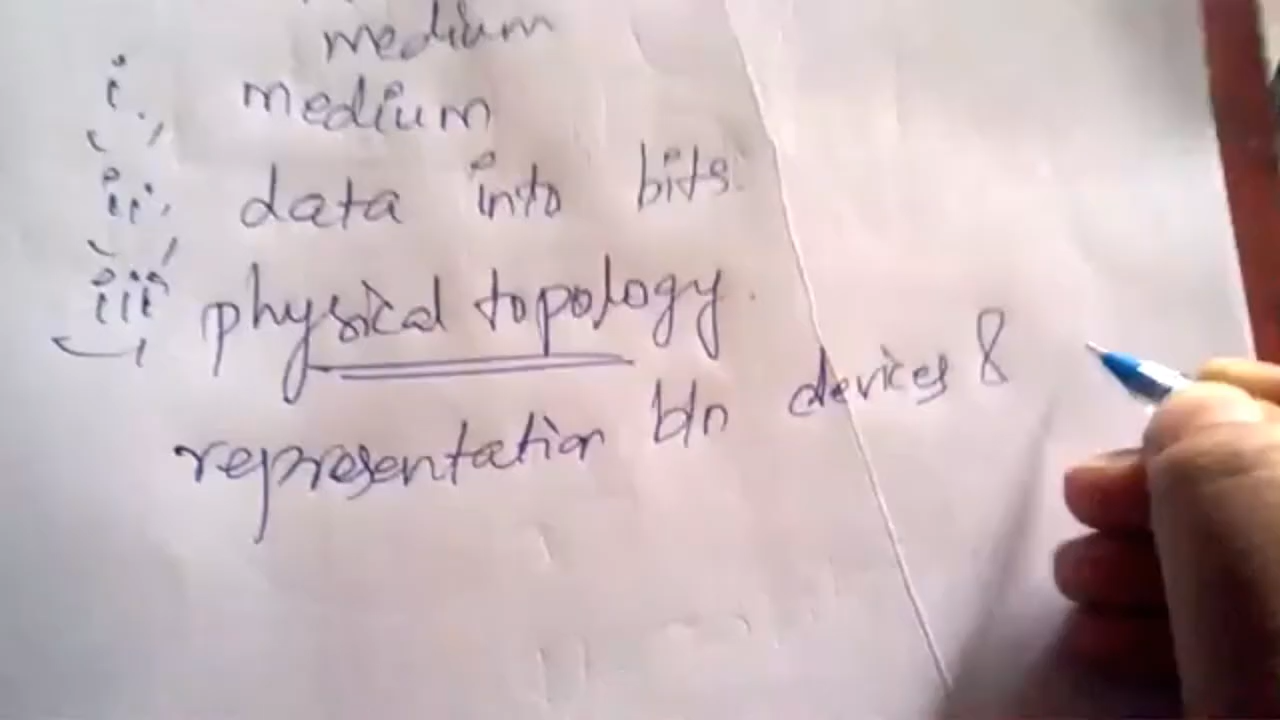 medium
i. medium
ii. data into bits.
iii physical topology.
representation b/n devices &